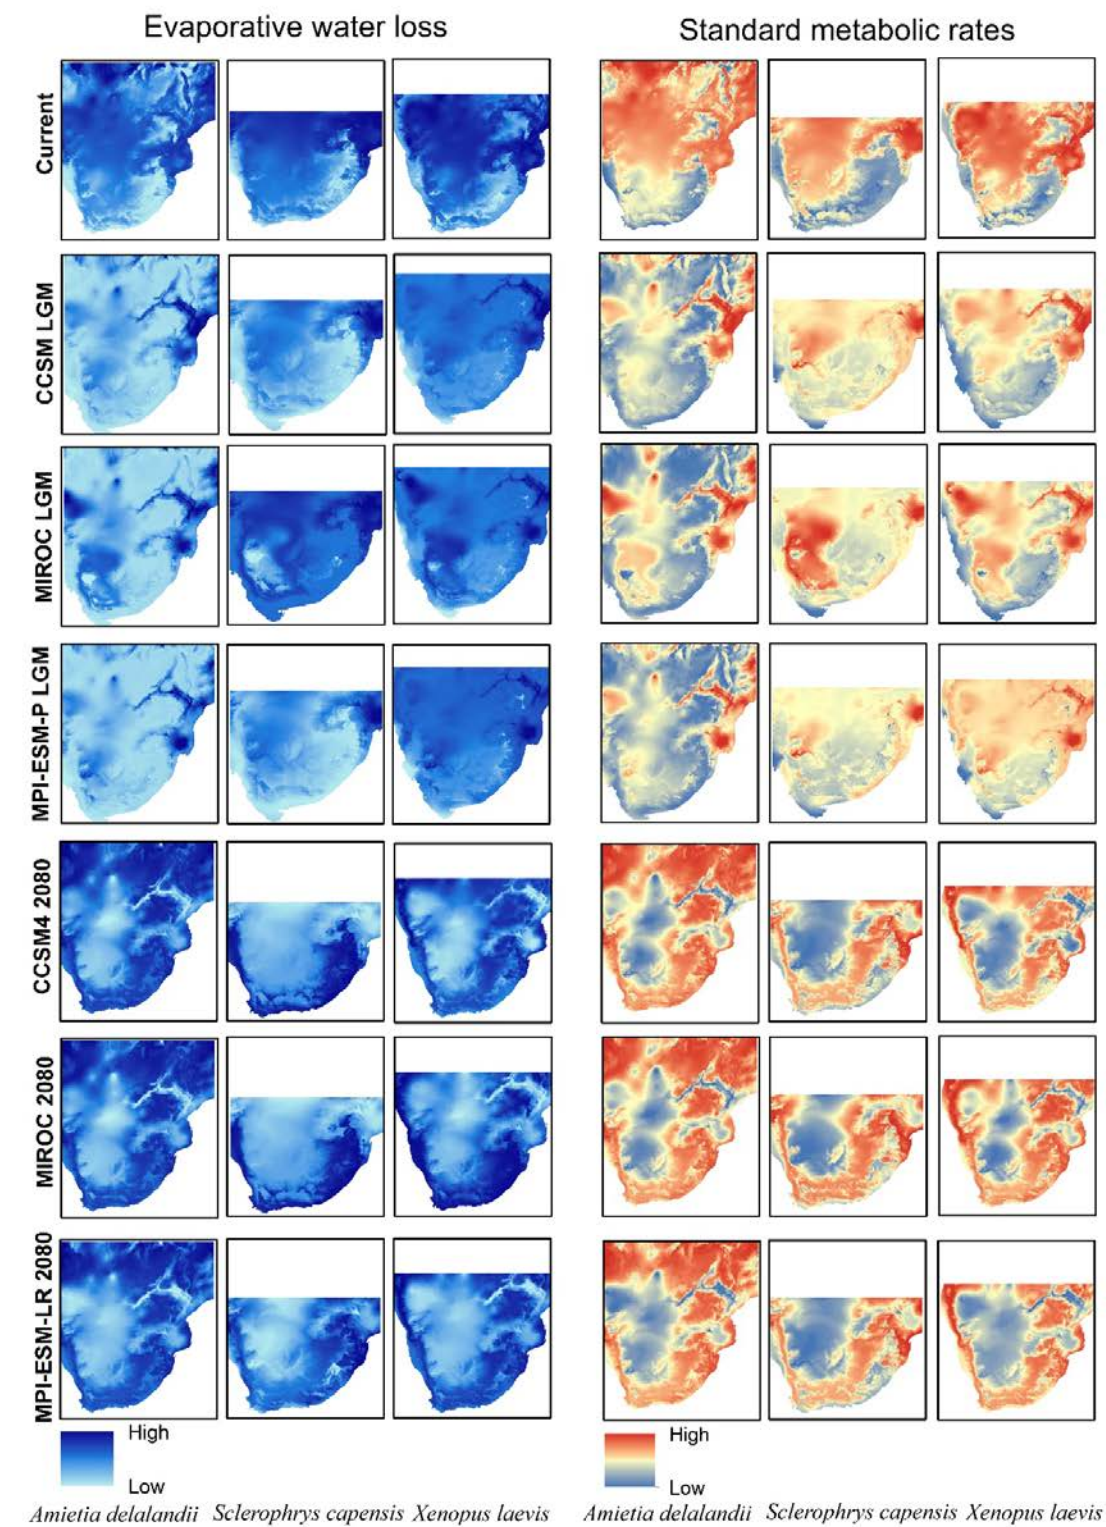 Evaporative water loss
Standard metabolic rates
Current
CCSM LGM
MIROC LGM
MPI-ESM-P LGM
CCSM4 2080
MIROC 2080
MPI-ESM-LR 2080
High
Low
High
Low
Amietia delalandii Sclerophrys capensis Xenopus laevis
Amietia delalandii Sclerophrys capensis Xenopus laevis